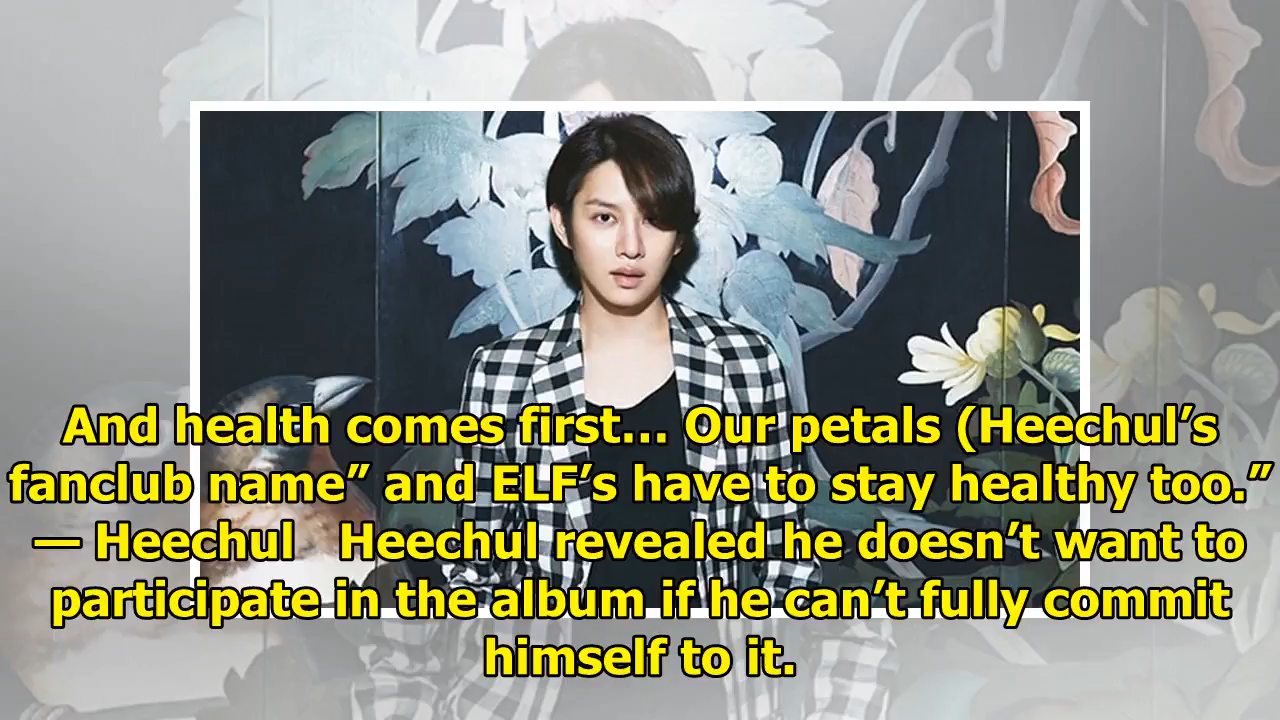 And health comes first… Our petals (Heechul’s
fanclub name” and ELF’s have to stay healthy too.”
— Heechul   Heechul revealed he doesn’t want to
participate in the album if he can’t fully commit
himself to it.